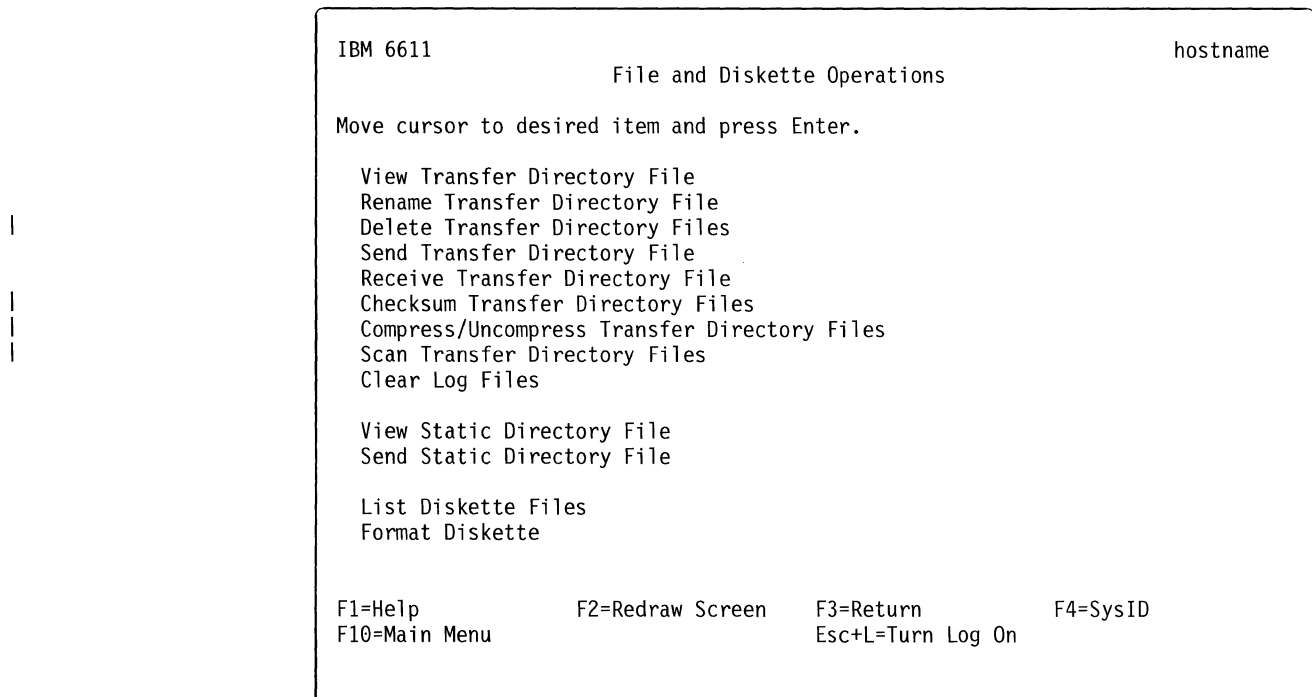 IBM 6611 hostname
File and Diskette Operations
Move cursor to desired item and press Enter.
View Transfer Directory File
Rename Transfer Directory File
Delete Transfer Directory Files
Send Transfer Directory File
Receive Transfer Directory File
Checksum Transfer Directory Files
Compress/Uncompress Transfer Directory Files
Scan Transfer Directory Files
Clear Log Files
View Static Directory File
Send Static Directory File
List Diskette Files
Format Diskette
F1=Help F2=Redraw Screen F3=Return F4=SysID
F10=Main Menu Esc+L=Turn Log On